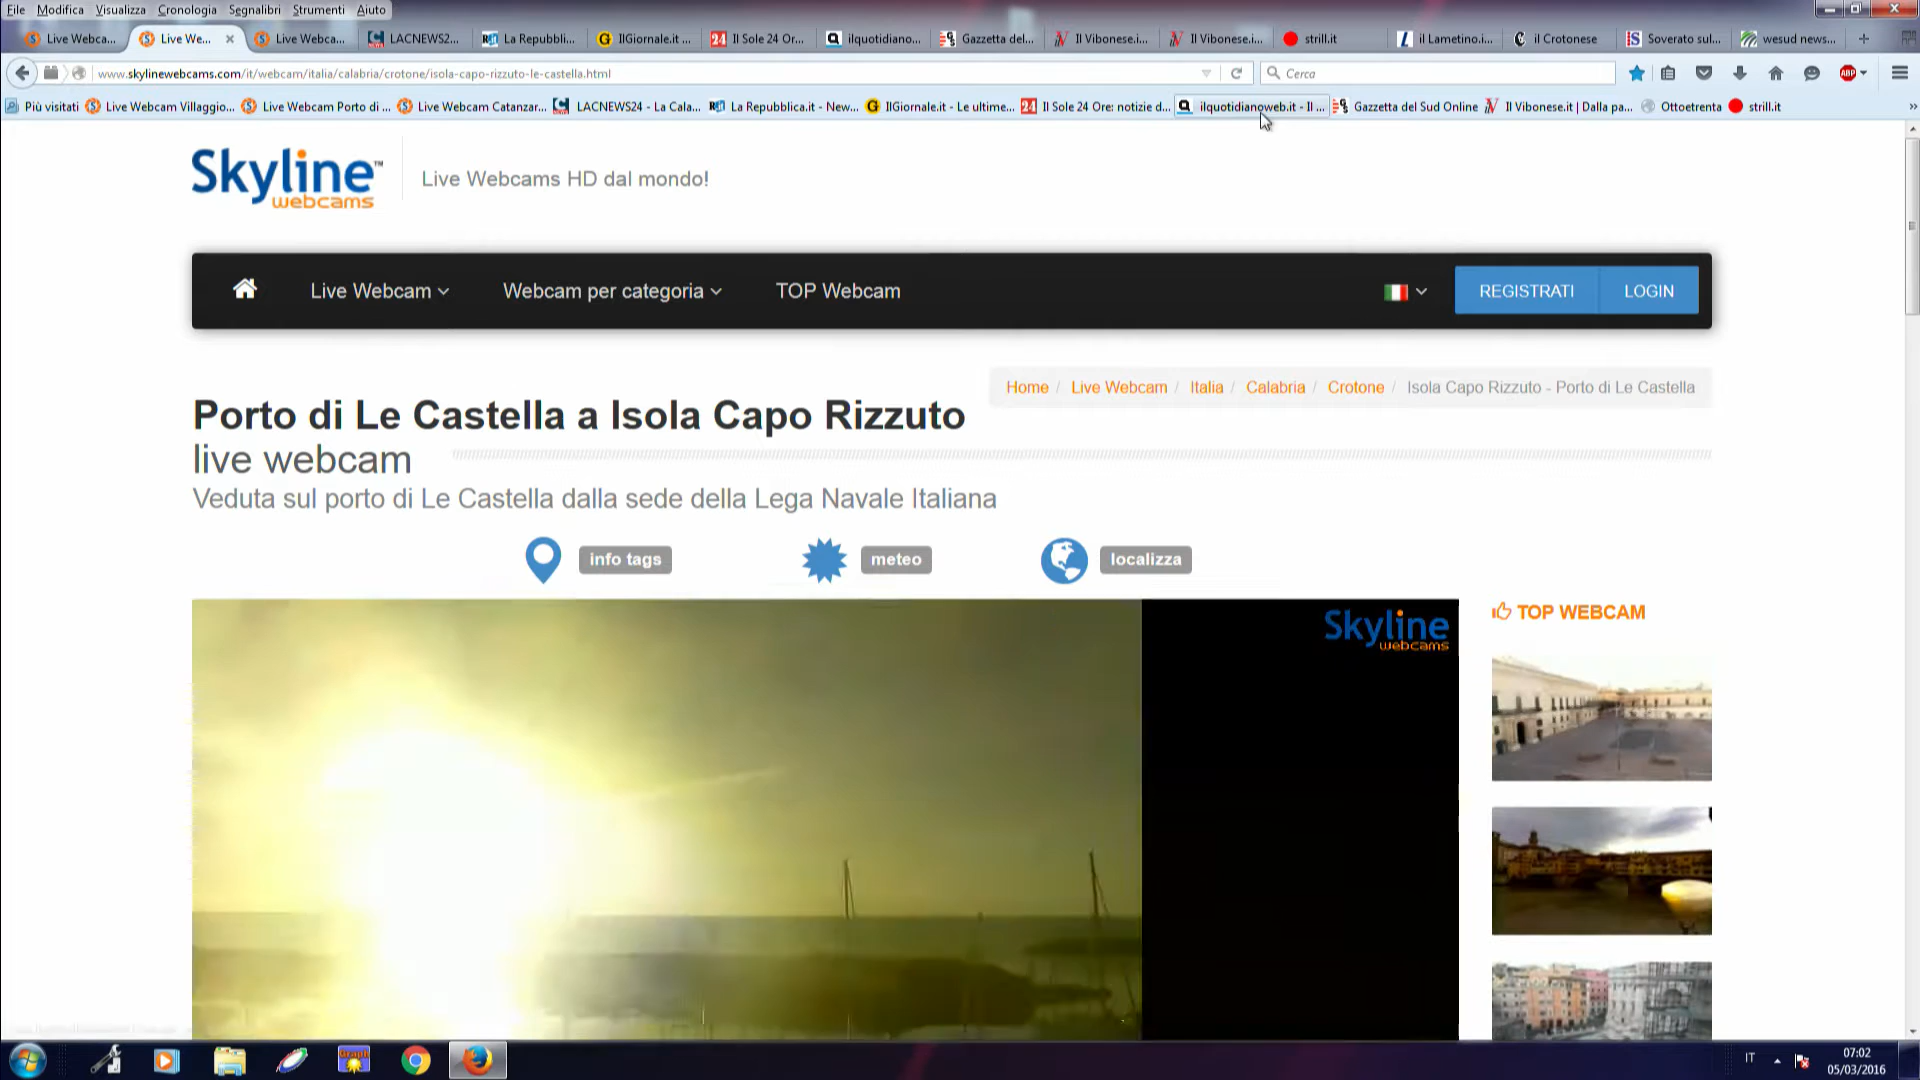 File Modifica Visualizza Cronologia Segnalibri Strumenti Aiuto
Live Webca... Live We... Live Webca... LACNEWS2... La Repubbli... IlGiornale.it ... Il Sole 24 Or... ilquotidiano... Gazzetta del... Il Vibonese.i... Il Vibonese.i... strill.it il Lametino.i... il Crotonese Soverato sul... wesud news...
www.skylinewebcams.com/it/webcam/italia/calabria/crotone/isola-capo-rizzuto-le-castella.html Cerca ABP
Più visitati Live Webcam Villaggio... Live Webcam Porto di ... Live Webcam Catanzar... LACNEWS24 - La Cala... La Repubblica.it - New... IlGiornale.it - Le ultime... 24 Il Sole 24 Ore: notizie d... ilquotidianoweb.it - Il ... Gazzetta del Sud Online Il Vibonese.it | Dalla pa... Ottoetrenta strill.it
Skyline™
webcams
Live Webcams HD dal mondo!
Live Webcam Webcam per categoria TOP Webcam REGISTRATI LOGIN
Home / Live Webcam / Italia / Calabria / Crotone / Isola Capo Rizzuto - Porto di Le Castella
Porto di Le Castella a Isola Capo Rizzuto
live webcam
Veduta sul porto di Le Castella dalla sede della Lega Navale Italiana
info tags meteo localizza
Skyline
webcams
TOP WEBCAM
IT 07:02
05/03/2016